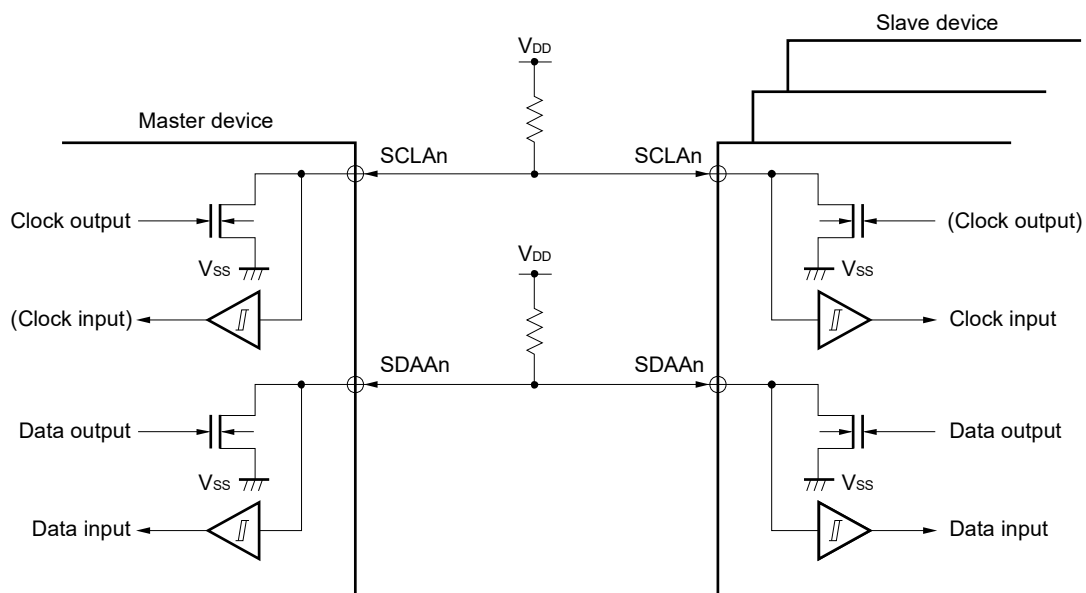 Slave device
VDD
Master device
SCLAn
SCLAn
Clock output
(Clock output)
VSS
VDD
VSS
(Clock input)
Clock input
SDAAn
SDAAn
Data output
Data output
VSS
VSS
Data input
Data input